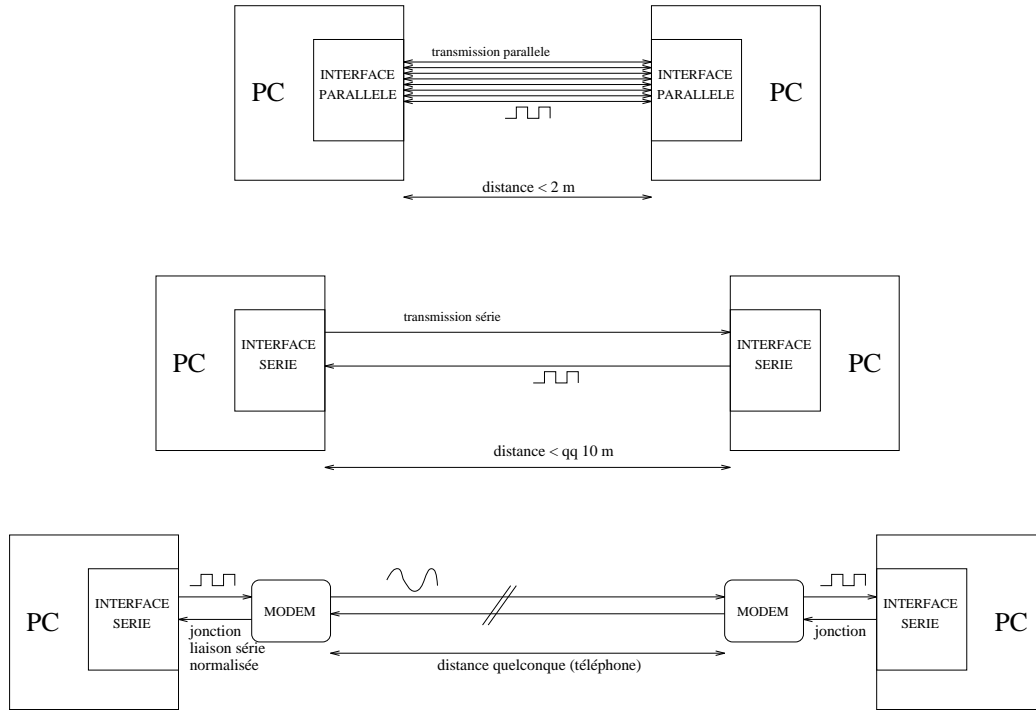 transmission parallele
PC
INTERFACE
PARALLELE
INTERFACE
PARALLELE
PC
distance < 2 m
transmission série
PC
INTERFACE
SERIE
INTERFACE
SERIE
PC
distance < qq 10 m
PC
INTERFACE
SERIE
MODEM
MODEM
INTERFACE
SERIE
PC
jonction
liaison série
normalisée
jonction
distance quelconque (téléphone)